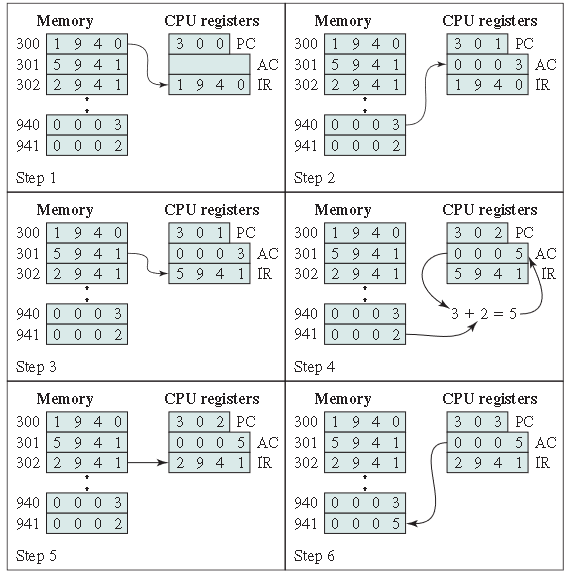 Memory CPU registers
300 1 9 4 0 3 0 0 PC
301 5 9 4 1 AC
302 2 9 4 1 1 9 4 0 IR
940 0 0 0 3
941 0 0 0 2
Step 1
Memory CPU registers
300 1 9 4 0 3 0 1 PC
301 5 9 4 1 0 0 0 3 AC
302 2 9 4 1 1 9 4 0 IR
940 0 0 0 3
941 0 0 0 2
Step 2
Memory CPU registers
300 1 9 4 0 3 0 1 PC
301 5 9 4 1 0 0 0 3 AC
302 2 9 4 1 5 9 4 1 IR
940 0 0 0 3
941 0 0 0 2
Step 3
Memory CPU registers
300 1 9 4 0 3 0 2 PC
301 5 9 4 1 0 0 0 5 AC
302 2 9 4 1 5 9 4 1 IR
940 0 0 0 3 3 + 2 = 5
941 0 0 0 2
Step 4
Memory CPU registers
300 1 9 4 0 3 0 2 PC
301 5 9 4 1 0 0 0 5 AC
302 2 9 4 1 2 9 4 1 IR
940 0 0 0 3
941 0 0 0 2
Step 5
Memory CPU registers
300 1 9 4 0 3 0 3 PC
301 5 9 4 1 0 0 0 5 AC
302 2 9 4 1 2 9 4 1 IR
940 0 0 0 3
941 0 0 0 5
Step 6